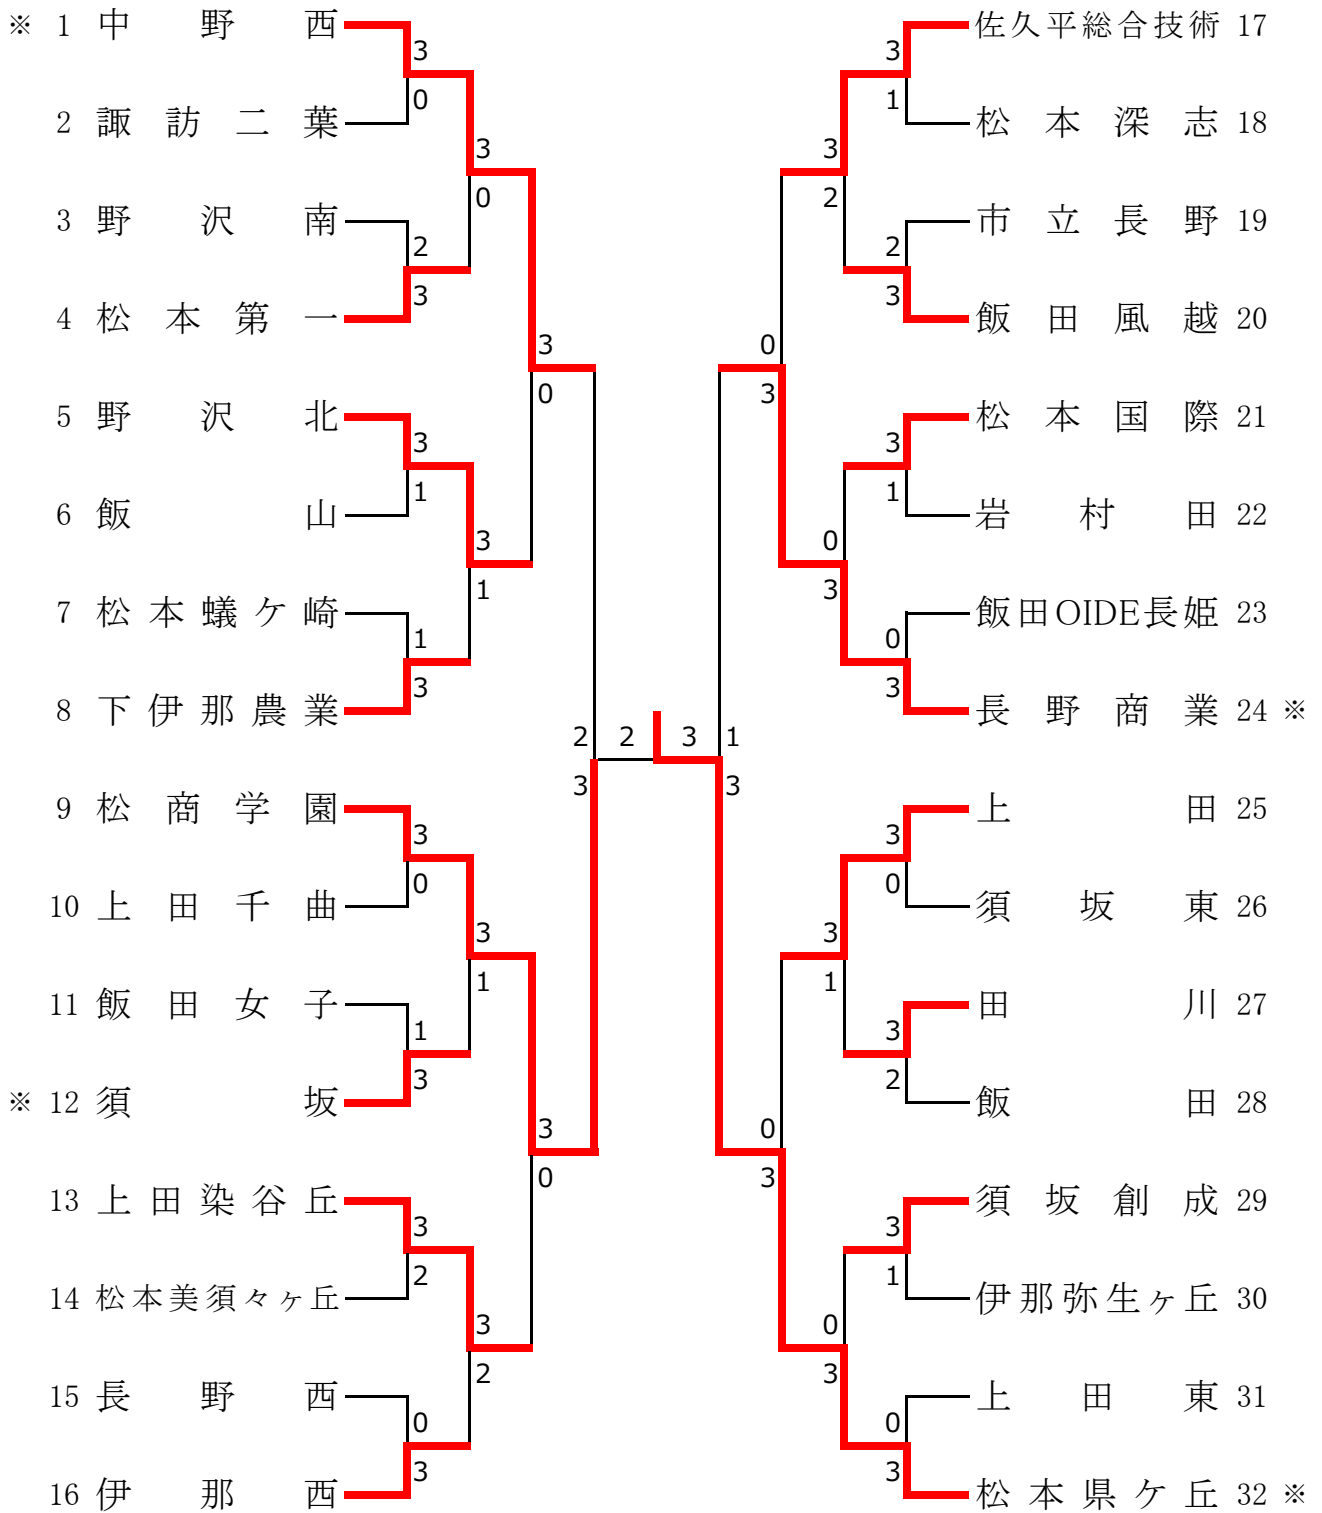 ※ 1 中野西
2 諏訪二葉
3 野沢南
4 松本第一
5 野沢北
6 飯山
7 松本蟻ケ崎
8 下伊那農業
9 松商学園
10 上田千曲
11 飯田女子
※ 12 須坂
13 上田染谷丘
14 松本美須々ヶ丘
15 長野西
16 伊那西
3
0
2
3
3
1
1
3
3
0
1
3
3
2
0
3
3
0
3
1
3
1
3
2
3
0
3
0
2
3
2
3
1
3
0
3
0
3
3
2
0
3
3
1
0
3
3
1
2
3
3
1
0
3
3
0
3
2
3
1
0
3
佐久平総合技術 17
松本深志 18
市立長野 19
飯田風越 20
松本国際 21
岩村田 22
飯田OIDE長姫 23
長野商業 24 ※
上田 25
須坂東 26
田川 27
飯田 28
須坂創成 29
伊那弥生ヶ丘 30
上田東 31
松本県ケ丘 32 ※